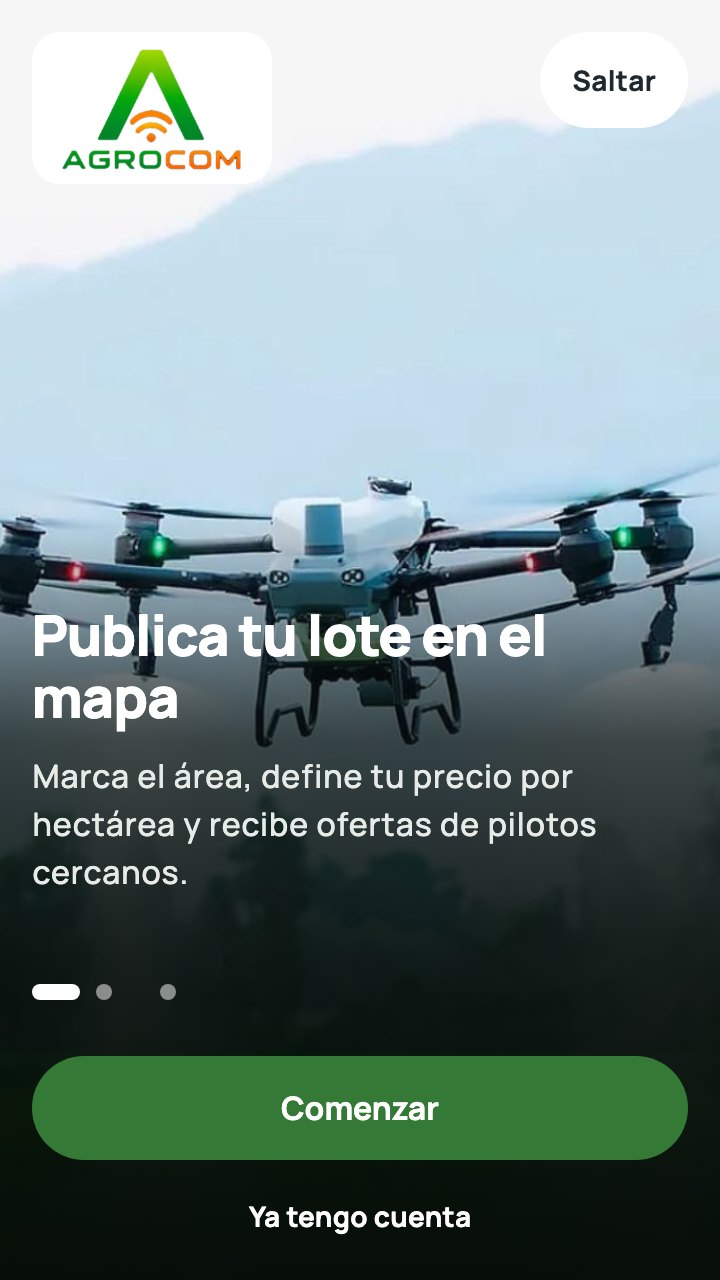 AGROCOM
Saltar
Publica tu lote en el
mapa
Marca el área, define tu precio por
hectárea y recibe ofertas de pilotos
cercanos.
Comenzar
Ya tengo cuenta